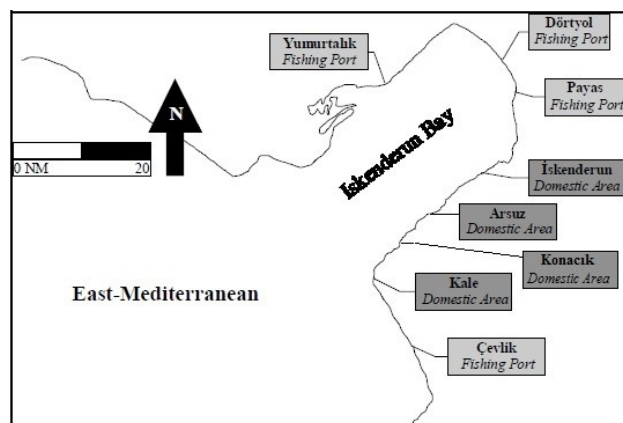 Dörtyol
Fishing Port
Yumurtalık
Fishing Port
Payas
Fishing Port
N
Iskenderun Bay
0 NM 20
İskenderun
Domestic Area
Arsuz
Domestic Area
Konacık
Domestic Area
Kale
Domestic Area
East-Mediterranean
Çevlik
Fishing Port